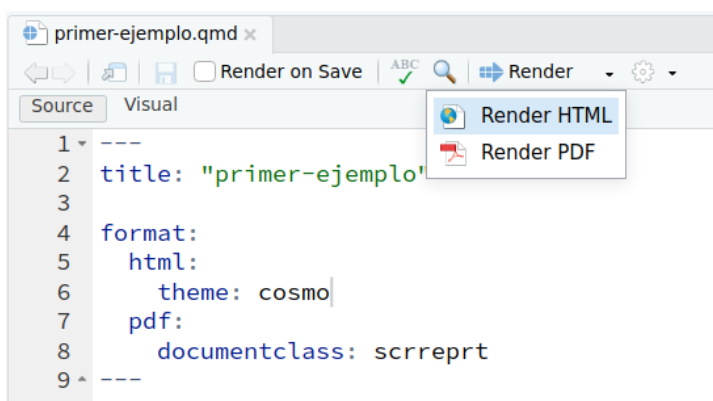 primer-ejemplo.qmd
Render on Save ABC Render
Source Visual
Render HTML
Render PDF
1 ---
2 title: "primer-ejemplo"
3
4 format:
5   html:
6     theme: cosmo
7   pdf:
8     documentclass: scrreprt
9 ---